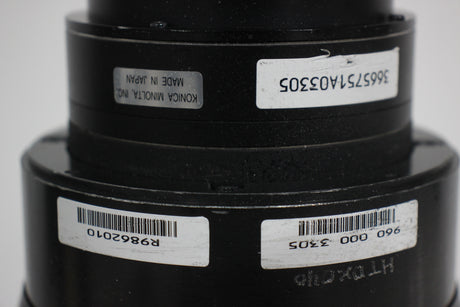 960 000 3305
R9862010
3665751A03305
KONICA MINOLTA, INC.
MADE IN JAPAN